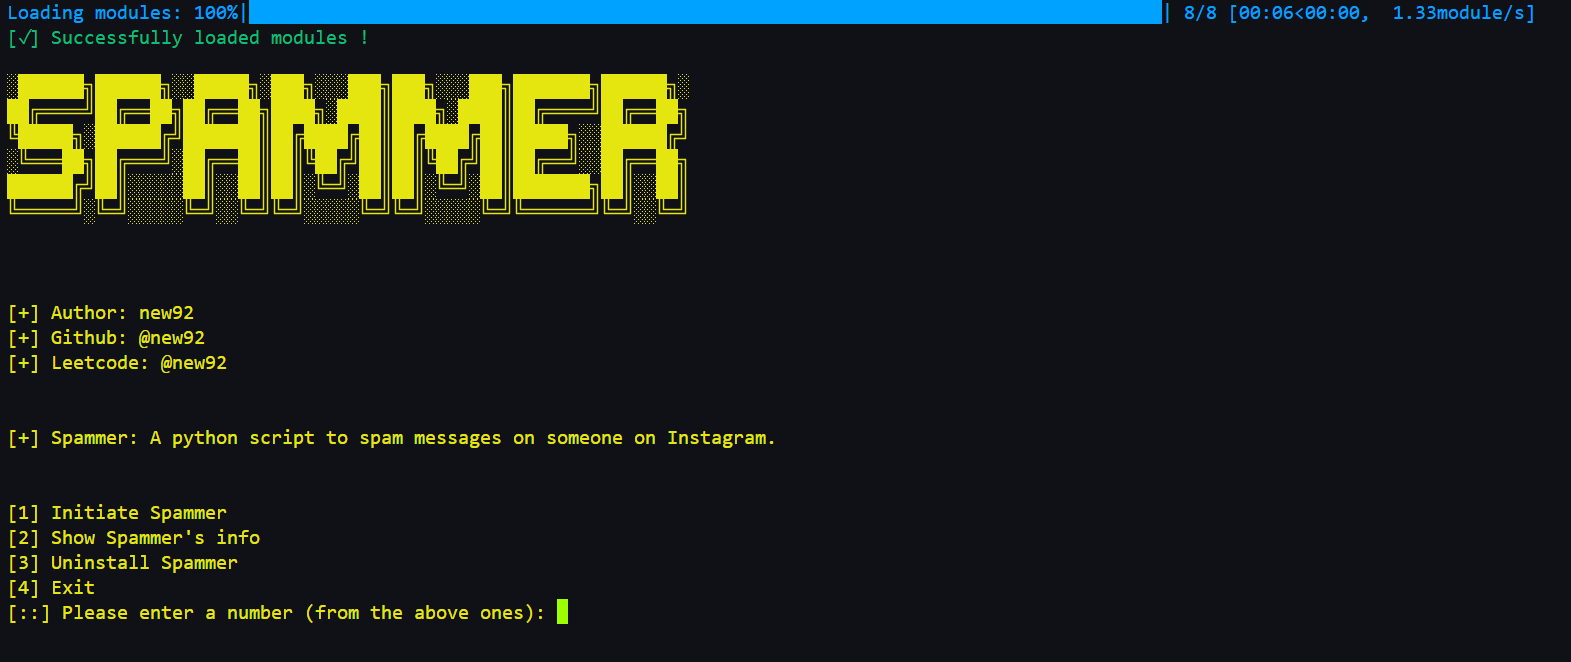 Loading modules: 100%| | 8/8 [00:06<00:00, 1.33module/s]
[✓] Successfully loaded modules !
SPAMMER
[+] Author: new92
[+] Github: @new92
[+] Leetcode: @new92
[+] Spammer: A python script to spam messages on someone on Instagram.
[1] Initiate Spammer
[2] Show Spammer's info
[3] Uninstall Spammer
[4] Exit
[::] Please enter a number (from the above ones):